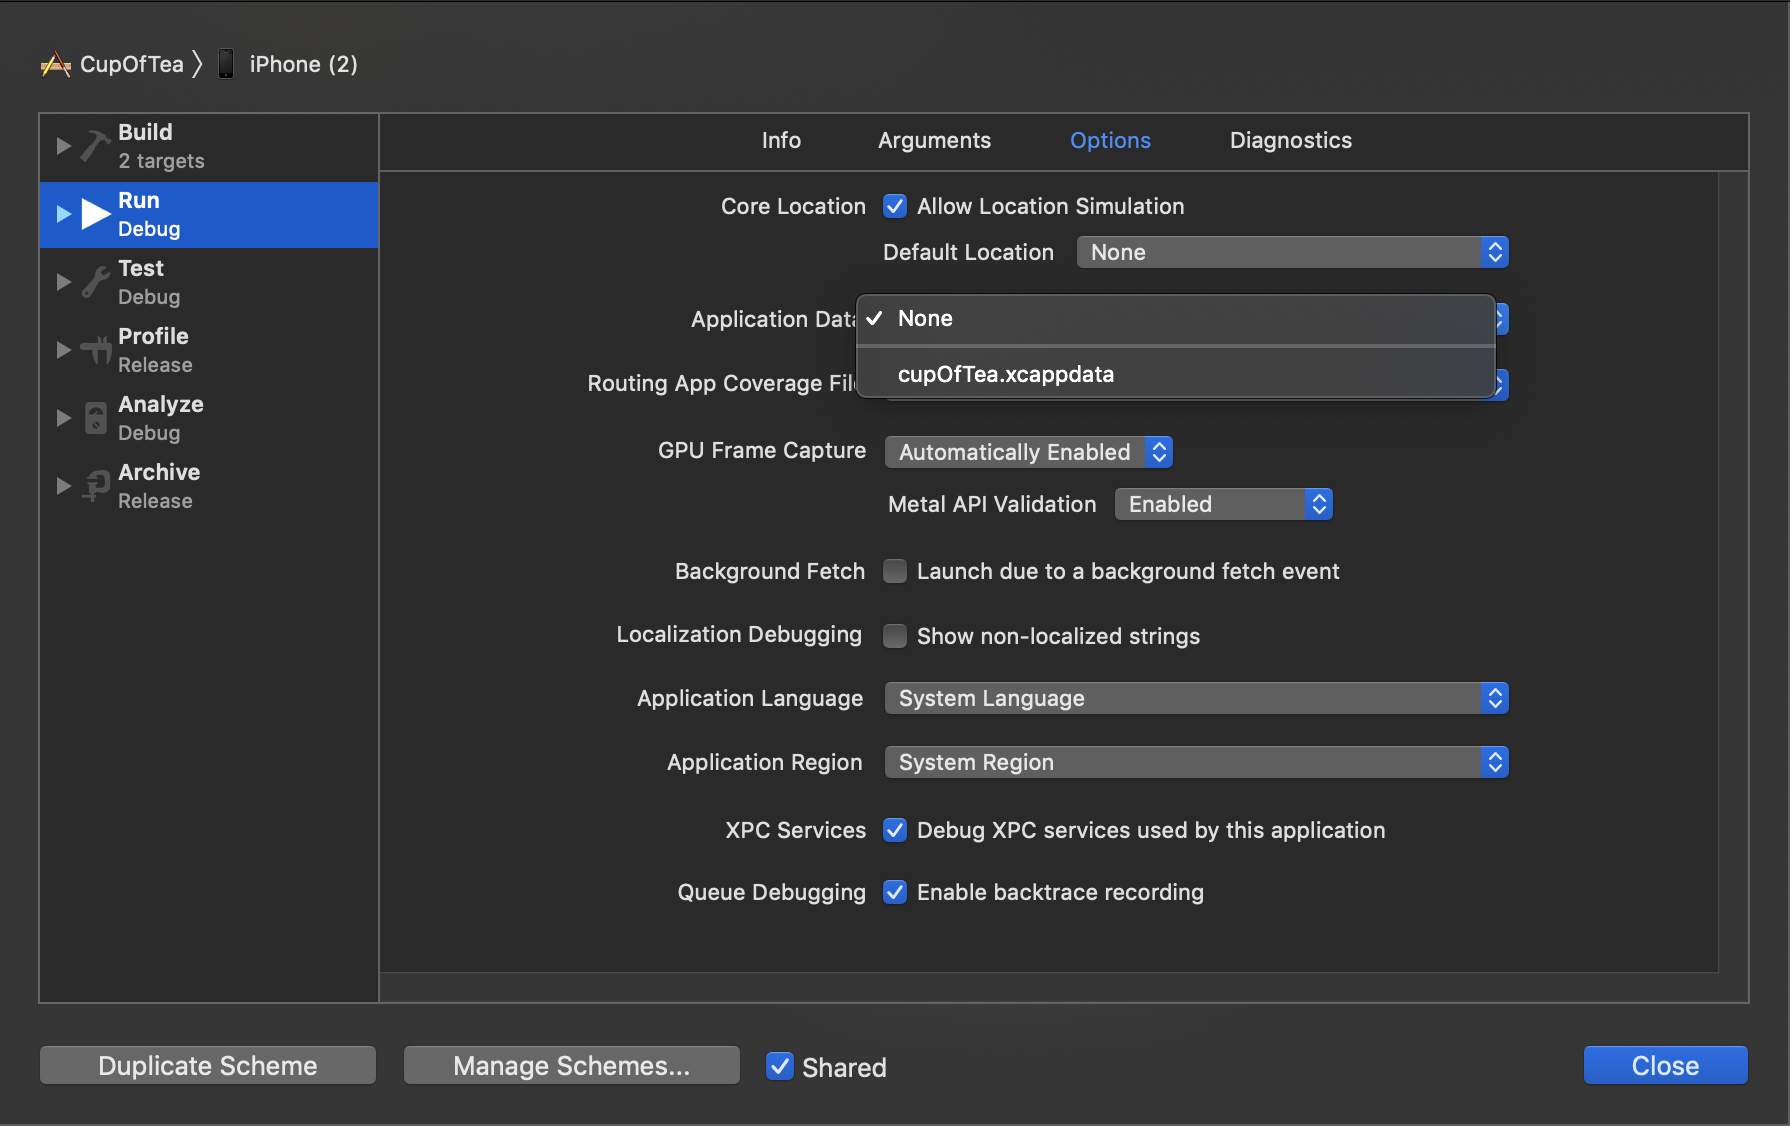 CupOfTea 〉 iPhone (2)
Build
2 targets
Run
Debug
Test
Debug
Profile
Release
Analyze
Debug
Archive
Release
Info Arguments Options Diagnostics
Core Location Allow Location Simulation
Default Location None
Application Data None
cupOfTea.xcappdata
Routing App Coverage File
GPU Frame Capture Automatically Enabled
Metal API Validation Enabled
Background Fetch Launch due to a background fetch event
Localization Debugging Show non-localized strings
Application Language System Language
Application Region System Region
XPC Services Debug XPC services used by this application
Queue Debugging Enable backtrace recording
Duplicate Scheme Manage Schemes... Shared Close